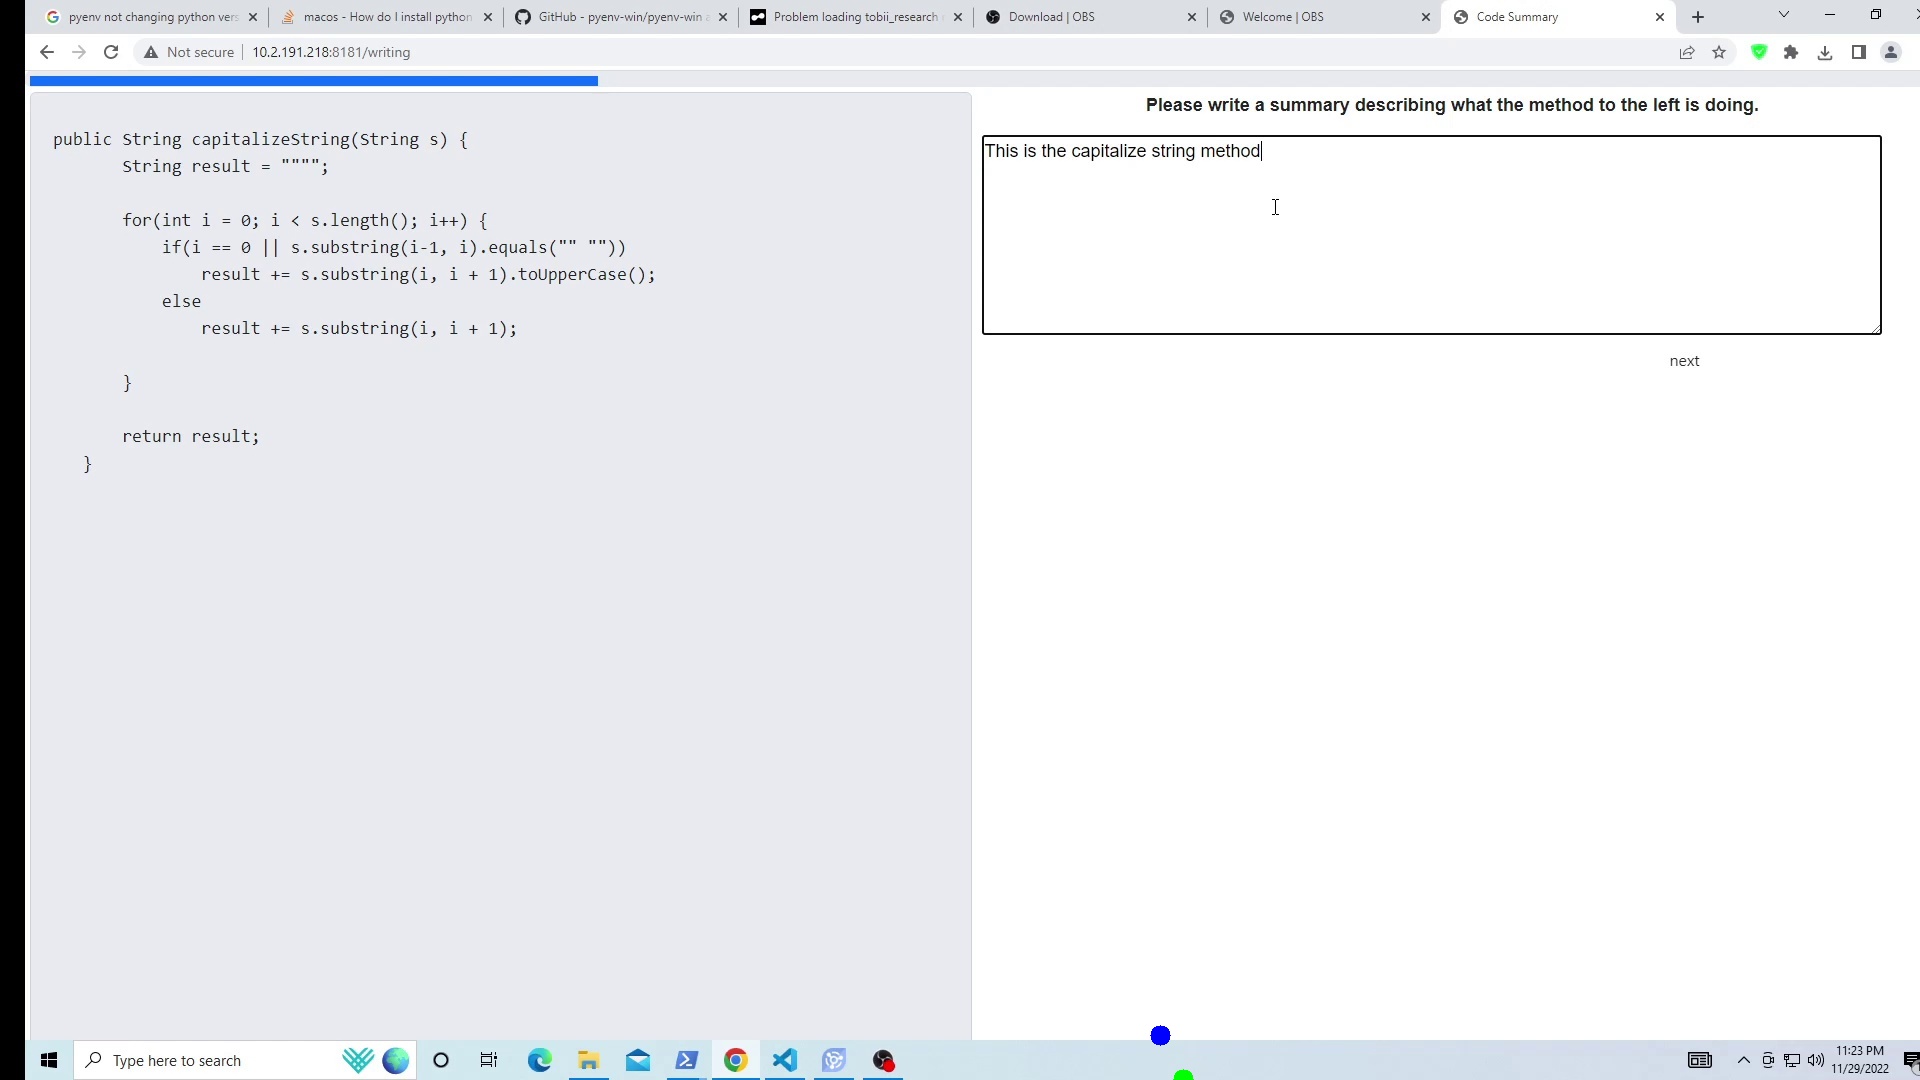 pyenv not changing python vers
macos - How do I install python
GitHub - pyenv-win/pyenv-win
Problem loading tobii_research
Download | OBS
Welcome | OBS
Code Summary
Not secure
10.2.191.218:8181/writing
public String capitalizeString(String s) {
String result = """";
for(int i = 0; i < s.length(); i++) {
if(i == 0 || s.substring(i-1, i).equals("" ""))
result += s.substring(i, i + 1).toUpperCase();
else
result += s.substring(i, i + 1);
}
return result;
}
Please write a summary describing what the method to the left is doing.
This is the capitalize string method
next
Type here to search
11:23 PM
11/29/2022